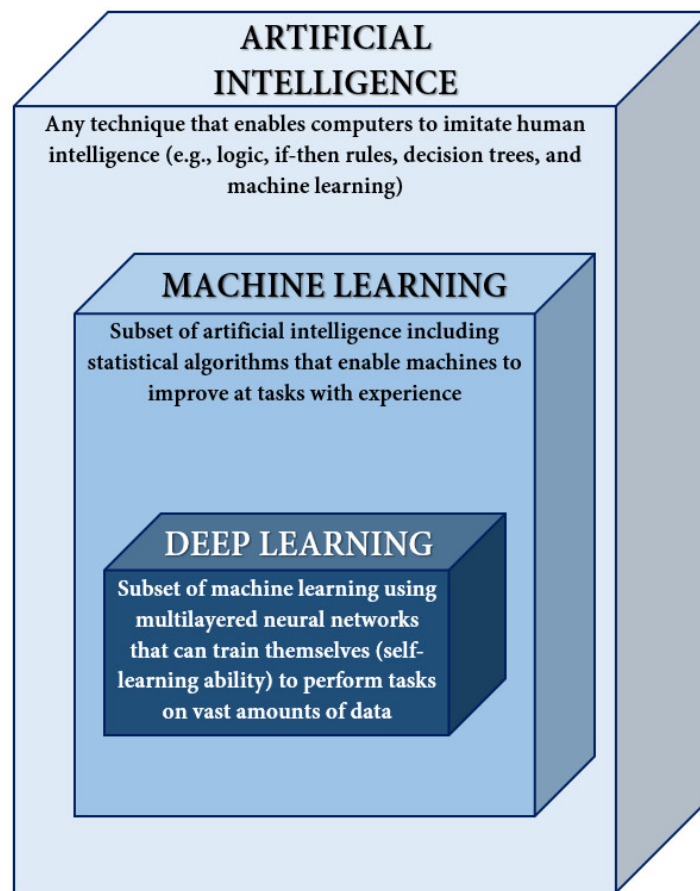 ARTIFICIAL
INTELLIGENCE
Any technique that enables computers to imitate human
intelligence (e.g., logic, if-then rules, decision trees, and
machine learning)
MACHINE LEARNING
Subset of artificial intelligence including
statistical algorithms that enable machines to
improve at tasks with experience
DEEP LEARNING
Subset of machine learning using
multilayered neural networks
that can train themselves (self-
learning ability) to perform tasks
on vast amounts of data